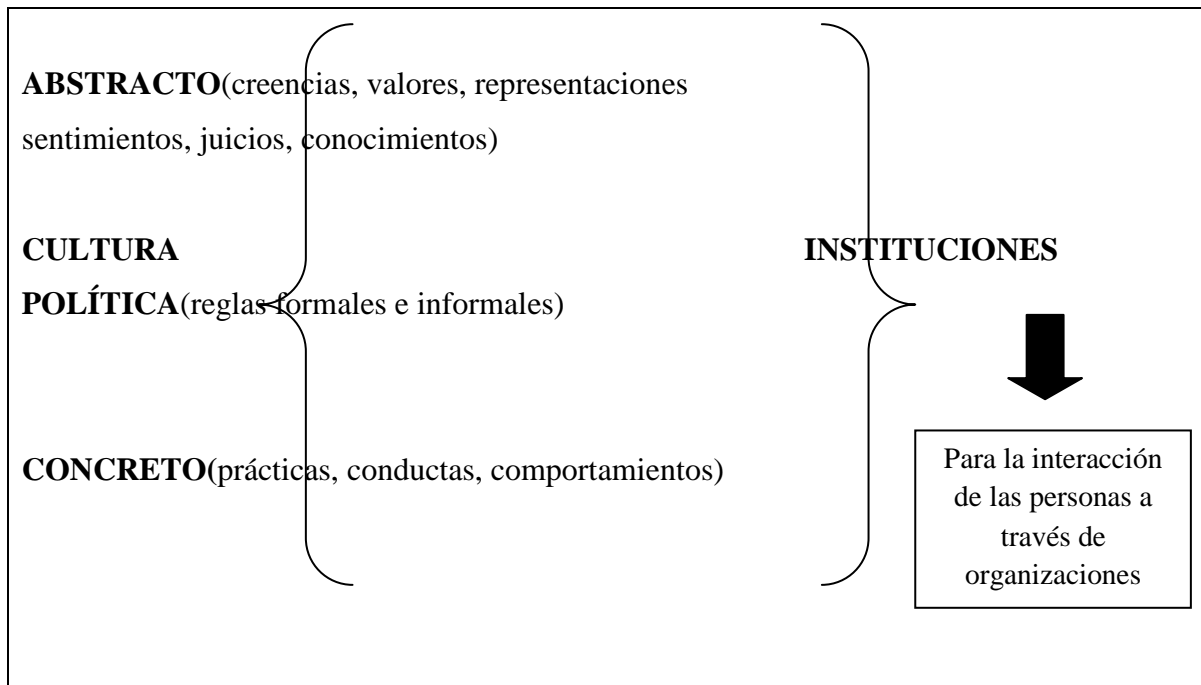 ABSTRACTO(creencias, valores, representaciones
sentimientos, juicios, conocimientos)
CULTURA
POLÍTICA(reglas formales e informales)
CONCRETO(prácticas, conductas, comportamientos)
INSTITUCIONES
Para la interacción
de las personas a
través de
organizaciones